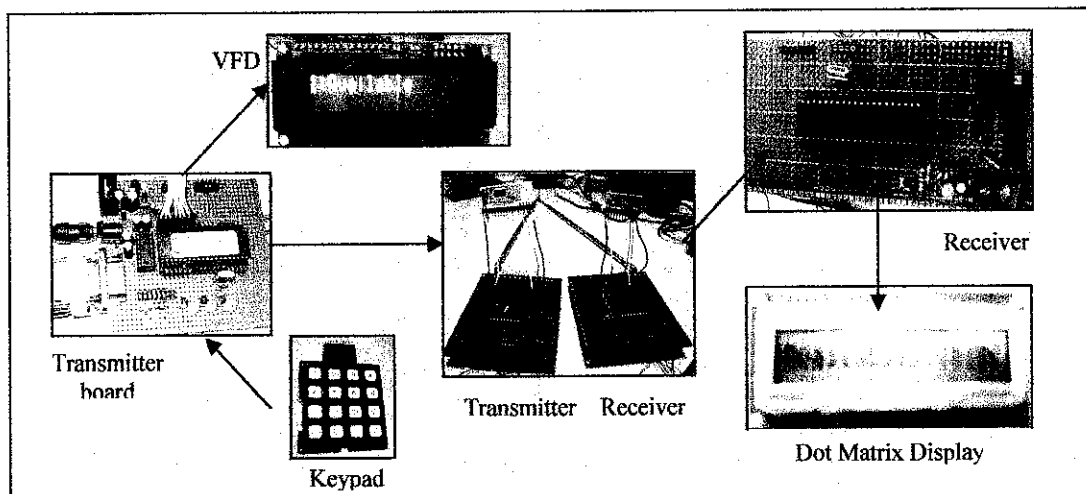 VFD
Receiver
Transmitter
board
Transmitter Receiver
Keypad
Dot Matrix Display